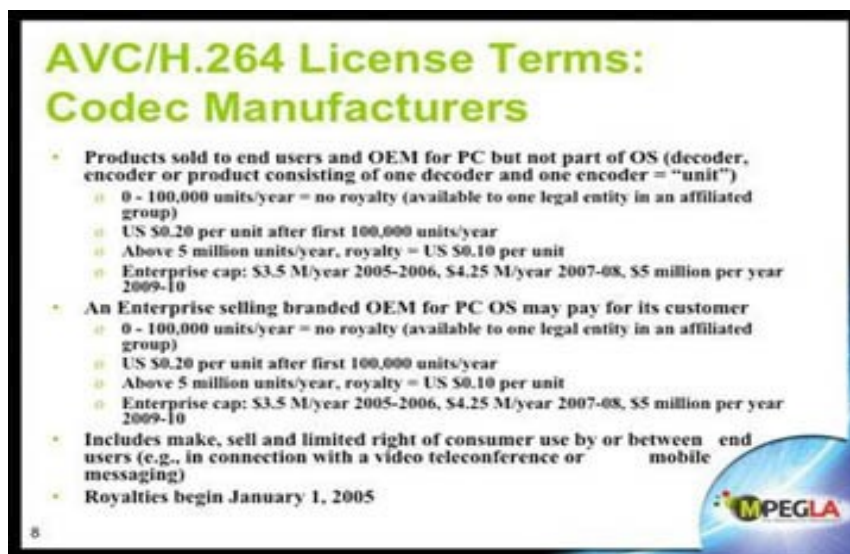 AVC/H.264 License Terms:
Codec Manufacturers
Products sold to end users and OEM for PC but not part of OS (decoder,
encoder or product consisting of one decoder and one encoder = “unit”)
0 - 100,000 units/year = no royalty (available to one legal entity in an affiliated
group)
US $0.20 per unit after first 100,000 units/year
Above 5 million units/year, royalty = US $0.10 per unit
Enterprise cap: $3.5 M/year 2005-2006, $4.25 M/year 2007-08, $5 million per year
2009-10
An Enterprise selling branded OEM for PC OS may pay for its customer
0 - 100,000 units/year = no royalty (available to one legal entity in an affiliated
group)
US $0.20 per unit after first 100,000 units/year
Above 5 million units/year, royalty = US $0.10 per unit
Enterprise cap: $3.5 M/year 2005-2006, $4.25 M/year 2007-08, $5 million per year
2009-10
Includes make, sell and limited right of consumer use by or between end
users (e.g., in connection with a video teleconference or mobile
messaging)
Royalties begin January 1, 2005
MPEGLA
8